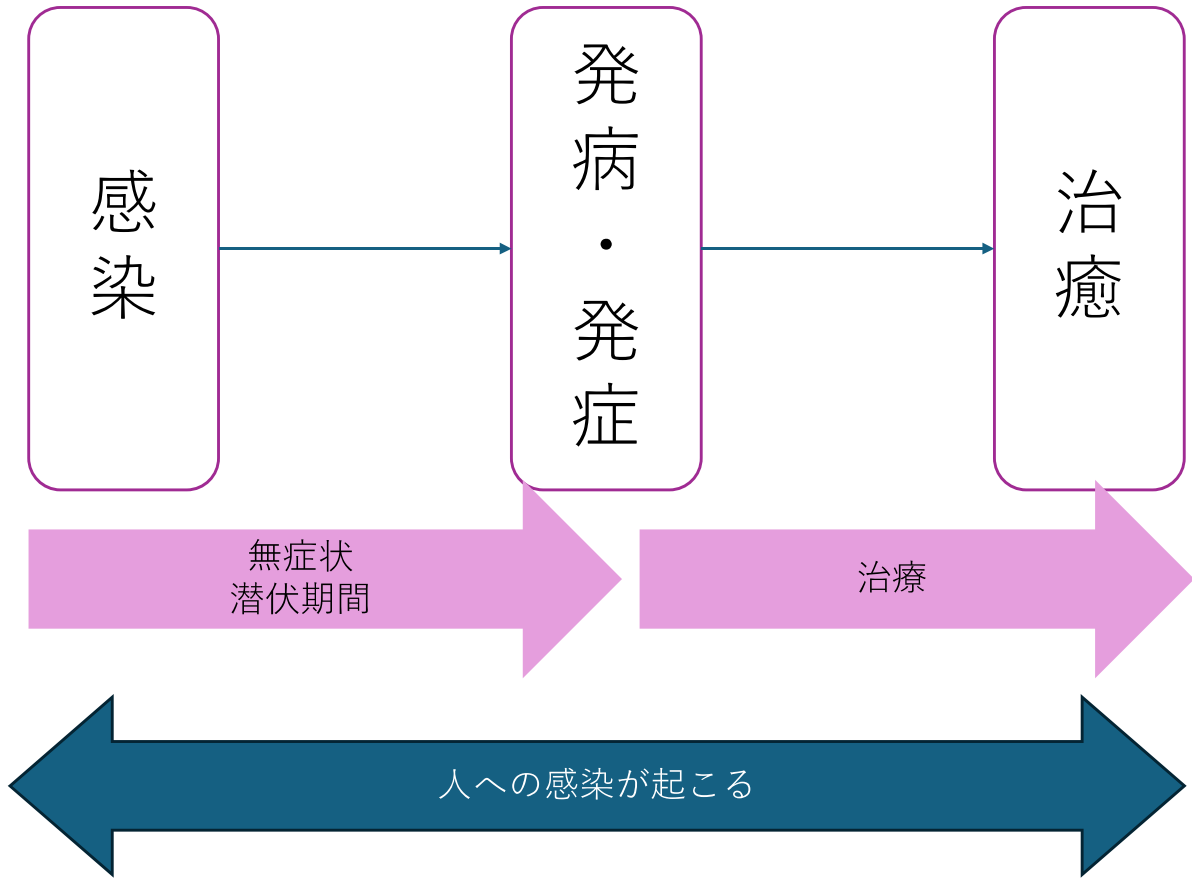 感染
発病・発症
治癒
無症状
潜伏期間
治療
人への感染が起こる